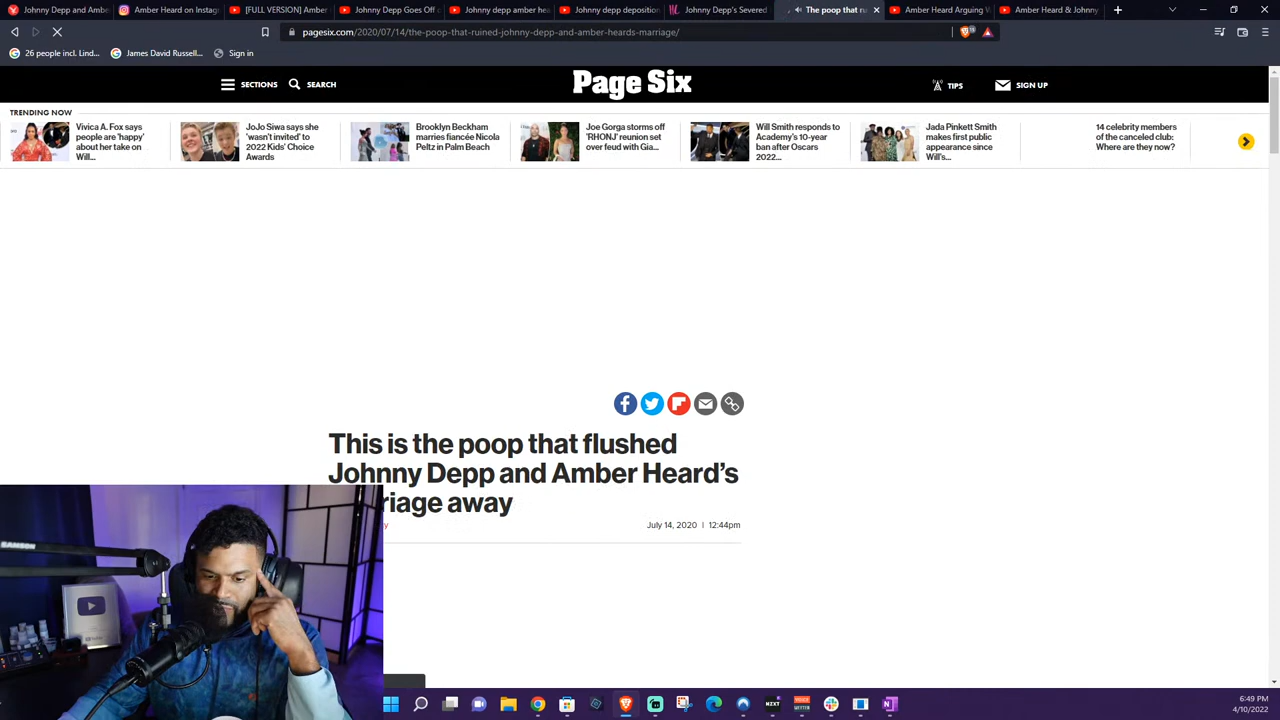 Johnny Depp and Ambe
Amber Heard on Instag
[FULL VERSION] Amber
Johnny Depp Goes Off o
Johnny depp amber hea
Johnny depp deposition
Johnny Depp's Severed
The poop that ru
Amber Heard Arguing W
Amber Heard & Johnny
pagesix.com/2020/07/14/the-poop-that-ruined-johnny-depp-and-amber-heards-marriage/
26 people incl. Lind...
James David Russell...
Sign in
SECTIONS
SEARCH
Page Six
TIPS
SIGN UP
TRENDING NOW
Vivica A. Fox says
people are 'happy'
about her take on
Will...
JoJo Siwa says she
'wasn't invited' to
2022 Kids' Choice
Awards
Brooklyn Beckham
marries fiancée Nicola
Peltz in Palm Beach
Joe Gorga storms off
'RHONJ' reunion set
over feud with Gia...
Will Smith responds to
Academy's 10-year
ban after Oscars
2022...
Jada Pinkett Smith
makes first public
appearance since
Will's...
14 celebrity members
of the canceled club:
Where are they now?
This is the poop that flushed
Johnny Depp and Amber Heard's
riage away
July 14, 2020 | 12:44pm
SAMSON
YouTube
NZXT
6:49 PM
4/10/2022